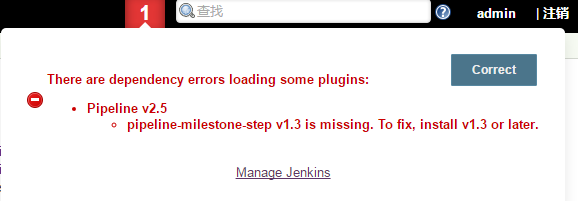 1
查找
admin
| 注销
There are dependency errors loading some plugins:
Correct
Pipeline v2.5
pipeline-milestone-step v1.3 is missing. To fix, install v1.3 or later.
Manage Jenkins